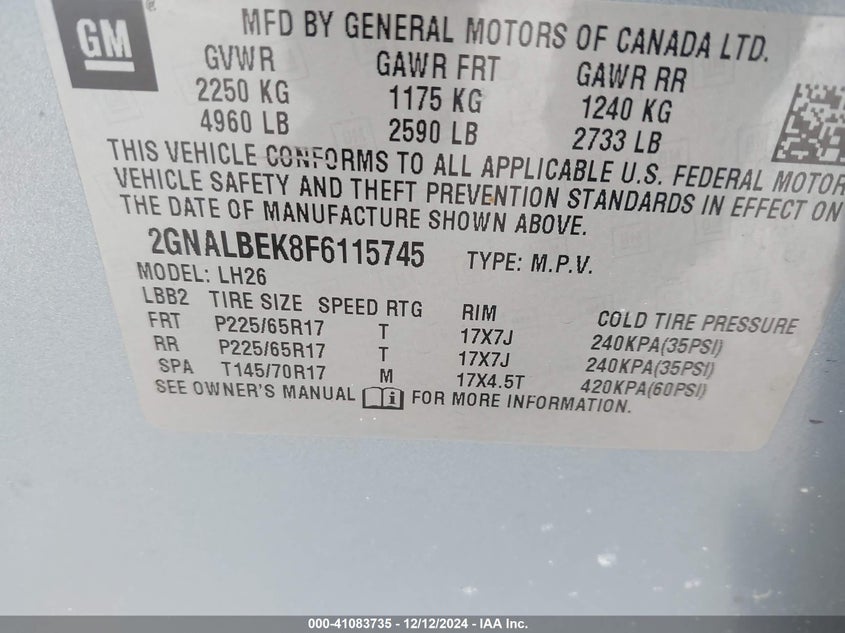 GM
®
MFD BY GENERAL MOTORS OF CANADA LTD.
GVWR GAWR FRT GAWR RR
2250 KG 1175 KG 1240 KG
4960 LB 2590 LB 2733 LB
THIS VEHICLE CONFORMS TO ALL APPLICABLE U.S. FEDERAL MOTOR
VEHICLE SAFETY AND THEFT PREVENTION STANDARDS IN EFFECT ON
THE DATE OF MANUFACTURE SHOWN ABOVE.
2GNALBEK8F6115745 TYPE: M.P.V.
MODEL: LH26
LBB2 TIRE SIZE SPEED RTG RIM COLD TIRE PRESSURE
FRT P225/65R17 T 17X7J 240KPA(35PSI)
RR P225/65R17 T 17X7J 240KPA(35PSI)
SPA T145/70R17 M 17X4.5T 420KPA(60PSI)
SEE OWNER'S MANUAL i FOR MORE INFORMATION.
000-41083735 - 12/12/2024 - IAA Inc.